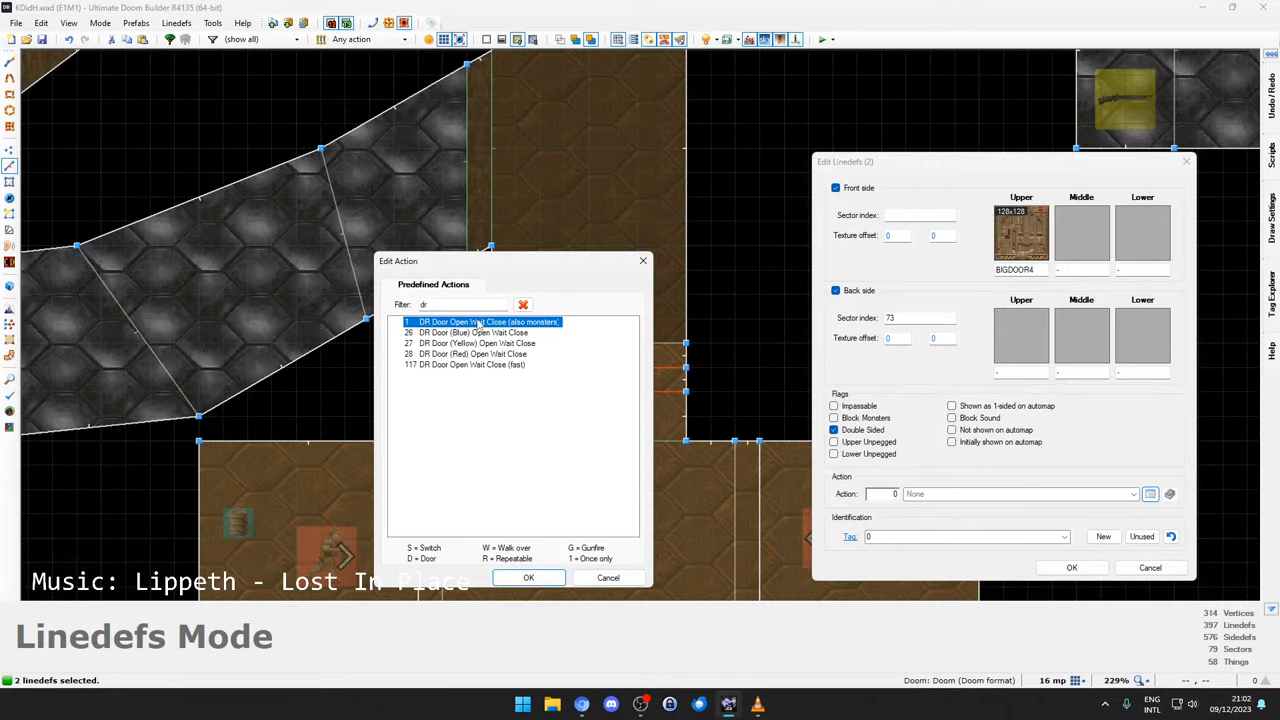 KDidH.wad (E1M1) - Ultimate Doom Builder R4135 (64-bit)
File Edit View Mode Prefabs Linedefs Tools Help
(show all) Any action
Edit Action
Predefined Actions
Filter: dr
1 DR Door Open Wait Close (also monsters)
26 DR Door (Blue) Open Wait Close
27 DR Door (Yellow) Open Wait Close
28 DR Door (Red) Open Wait Close
117 DR Door Open Wait Close (fast)
S = Switch W = Walk over G = Gunfire
D = Door R = Repeatable 1 = Once only
OK Cancel
Edit Linedefs (2)
Front side
Upper Middle Lower
128x128
Sector index:
Texture offset: 0 0
BIGDOOR4 - -
Back side
Upper Middle Lower
Sector index: 73
Texture offset: 0 0
- - -
Flags
Impassable Shown as 1-sided on automap
Block Monsters Block Sound
Double Sided Not shown on automap
Upper Unpegged Initially shown on automap
Lower Unpegged
Action
Action: 0 None
Identification
Tag: 0 New Unused
OK Cancel
Undo / Redo
Scripts
Draw Settings
Tag Explorer
Help
Music: Lippeth - Lost In Place
Linedefs Mode
314 Vertices
397 Linedefs
576 Sidedefs
79 Sectors
58 Things
2 linedefs selected.
Doom: Doom (Doom format) 16 mp 229% --, -- 0
ENG
INTL
21:02
09/12/2023